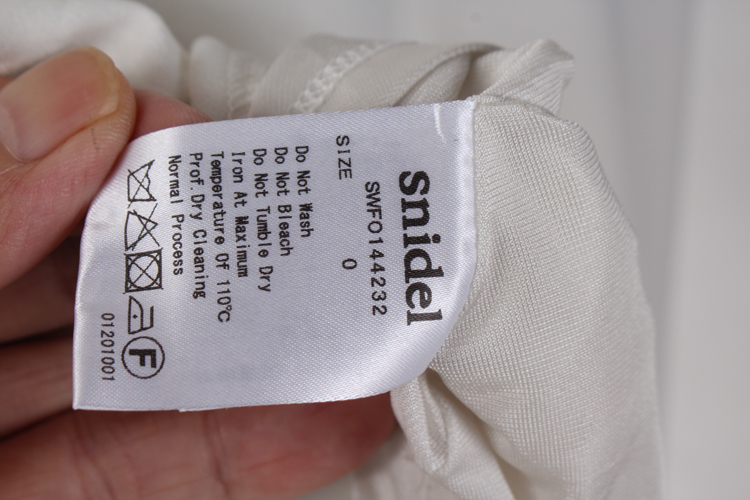 snidel
SWFO144232
SIZE 0
Do Not Wash
Do Not Bleach
Do Not Tumble Dry
Iron At Maximum
Temperature Of 110℃
Prof.Dry Cleaning
Normal Process
F
01201001